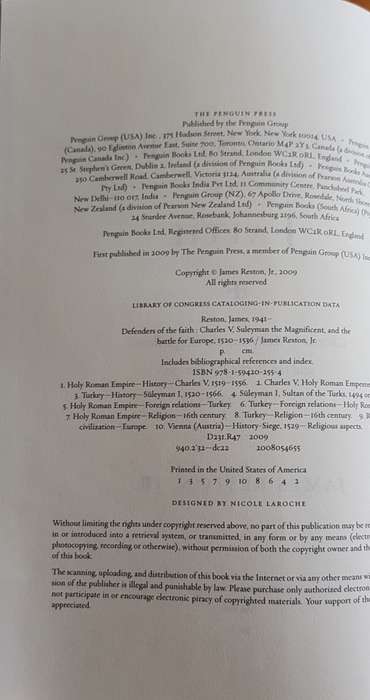 THE PENGUIN PRESS
Published by the Penguin Group
Penguin Group (USA) Inc., 375 Hudson Street, New York, New York 10014, USA · Penguin
(Canada), 90 Eglinton Avenue East, Suite 700, Toronto, Ontario M4P 2Y3, Canada (a division of
Penguin Canada Inc.) · Penguin Books Ltd, 80 Strand, London WC2R 0RL, England ·
25 St. Stephen's Green, Dublin 2, Ireland (a division of Penguin Books Ltd) · Penguin Books
250 Camberwell Road, Camberwell, Victoria 3124, Australia (a division of Pearson Australia
Pty Ltd) · Penguin Books India Pvt Ltd, 11 Community Centre, Panchsheel Park,
New Delhi–110 017, India · Penguin Group (NZ), 67 Apollo Drive, Rosedale, North Shore
New Zealand (a division of Pearson New Zealand Ltd) · Penguin Books (South Africa)
24 Sturdee Avenue, Rosebank, Johannesburg 2196, South Africa
Penguin Books Ltd, Registered Offices: 80 Strand, London WC2R 0RL, England
First published in 2009 by The Penguin Press, a member of Penguin Group (USA) Inc
Copyright © James Reston, Jr., 2009
All rights reserved
LIBRARY OF CONGRESS CATALOGING-IN-PUBLICATION DATA
Reston, James, 1941–
Defenders of the faith : Charles V, Suleyman the Magnificent, and the
battle for Europe, 1520–1536 / James Reston, Jr.
p. cm.
Includes bibliographical references and index.
ISBN 978-1-59420-255-4
1. Holy Roman Empire—History—Charles V, 1519–1556. 2. Charles V, Holy Roman Emperor
3. Turkey—History—Süleyman I, 1520–1566. 4. Süleyman I, Sultan of the Turks, 1494 or
5. Holy Roman Empire—Foreign relations—Turkey. 6. Turkey—Foreign relations—Holy Ro
7. Holy Roman Empire—Religion—16th century. 8. Turkey—Religion—16th century. 9.
civilization—Europe. 10. Vienna (Austria)—History–Siege, 1529—Religious aspects.
D231.R47 2009
940.2'32—dc22 2008054655
Printed in the United States of America
1 3 5 7 9 10 8 6 4 2
DESIGNED BY NICOLE LAROCHE
Without limiting the rights under copyright reserved above, no part of this publication may be
in or introduced into a retrieval system, or transmitted, in any form or by any means (electr
photocopying, recording or otherwise), without permission of both the copyright owner and th
of this book.
The scanning, uploading, and distribution of this book via the Internet or via any other means
sion of the publisher is illegal and punishable by law. Please purchase only authorized electron
not participate in or encourage electronic piracy of copyrighted materials. Your support of th
appreciated.